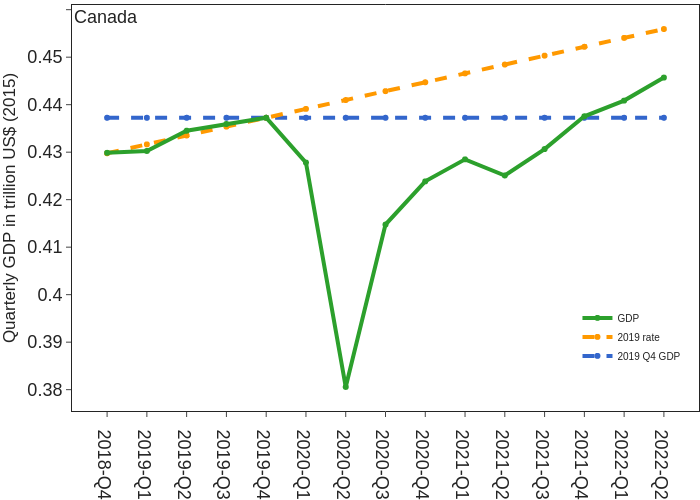 Canada
Quarterly GDP in trillion US$ (2015)
0.45
0.44
0.43
0.42
0.41
0.4
0.39
0.38
GDP
2019 rate
2019 Q4 GDP
2018-Q4
2019-Q1
2019-Q2
2019-Q3
2019-Q4
2020-Q1
2020-Q2
2020-Q3
2020-Q4
2021-Q1
2021-Q2
2021-Q3
2021-Q4
2022-Q1
2022-Q2